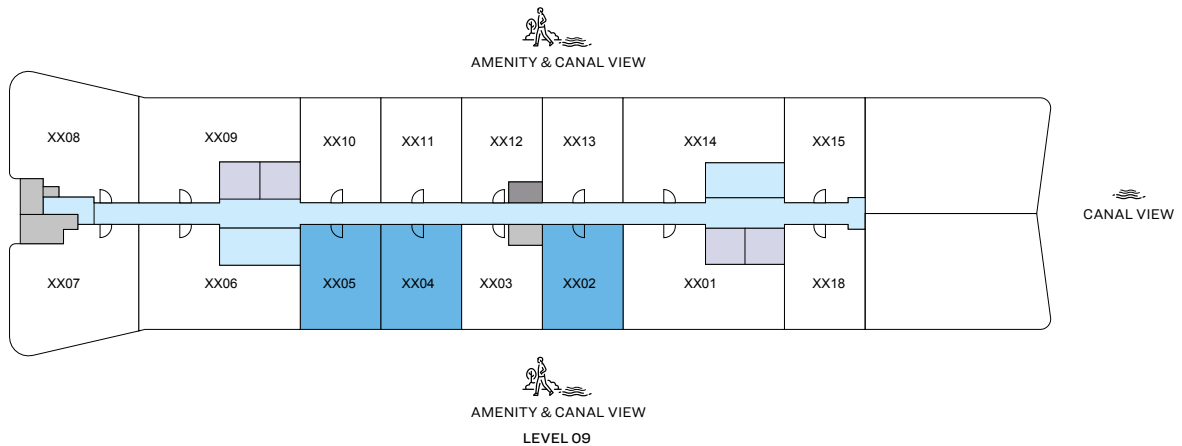 AMENITY & CANAL VIEW
XX08
XX09
XX10
XX11
XX12
XX13
XX14
XX15
CANAL VIEW
XX07
XX06
XX05
XX04
XX03
XX02
XX01
XX18
AMENITY & CANAL VIEW
LEVEL 09